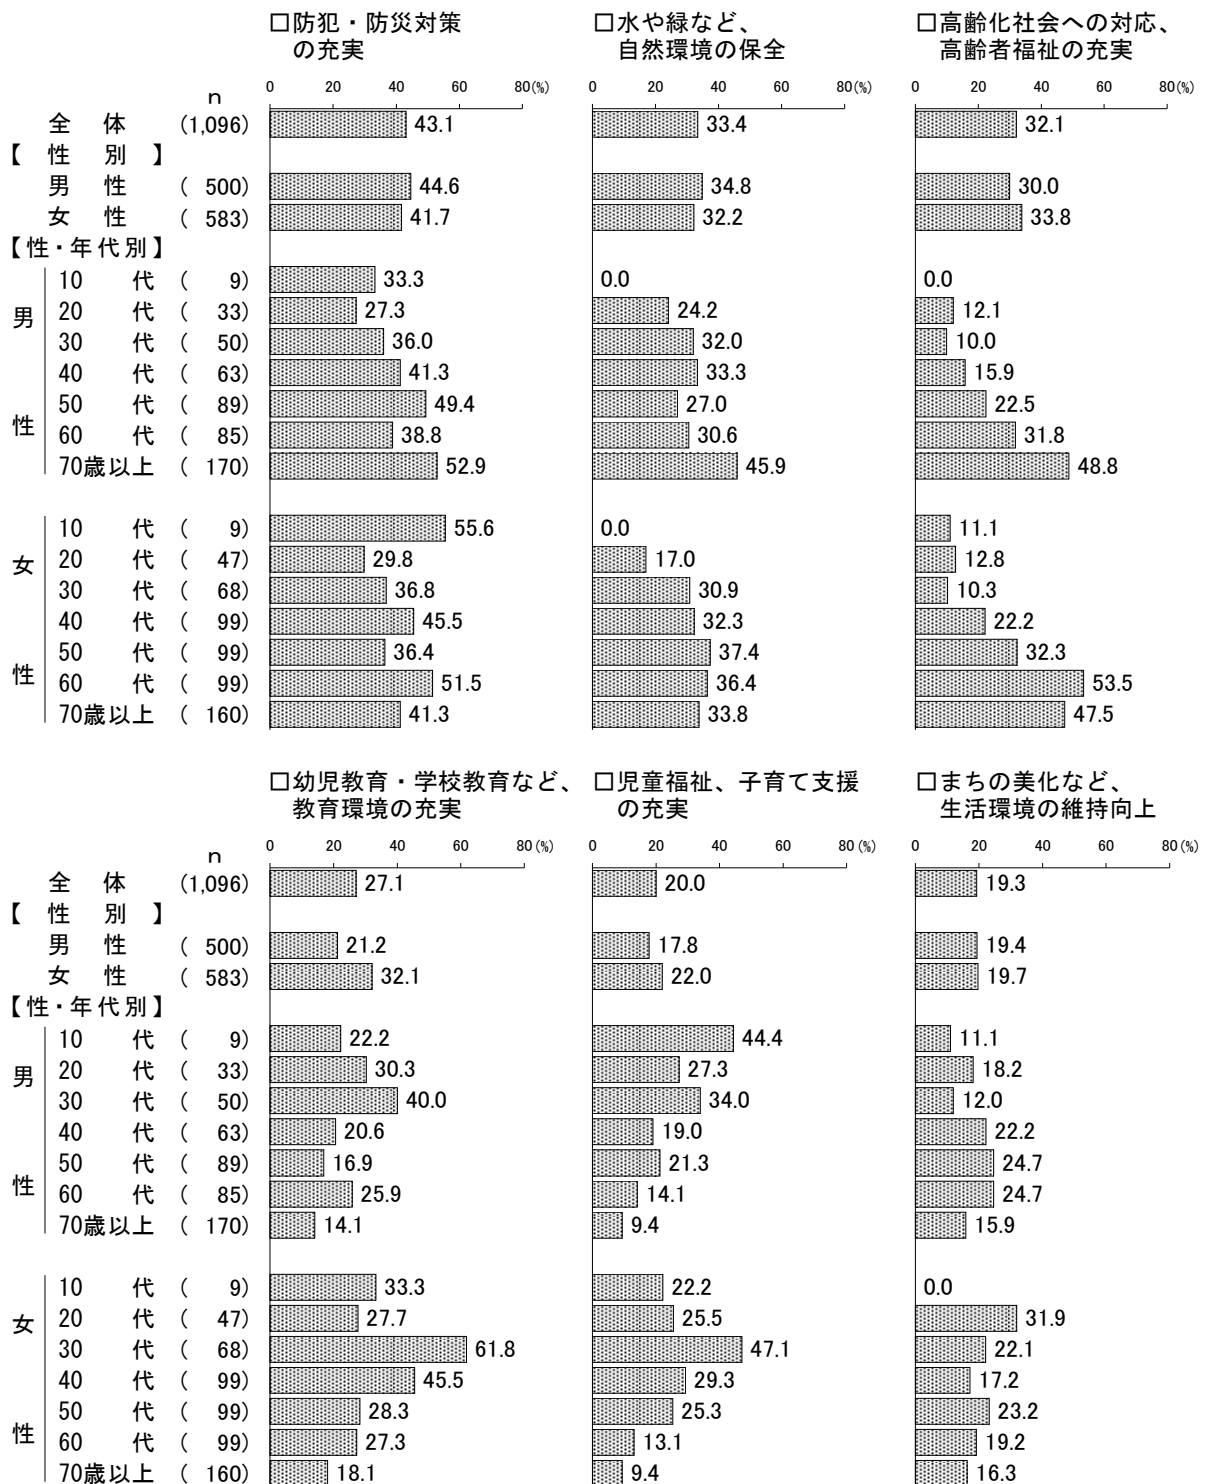 □防犯・防災対策 □水や緑など、 □高齢化社会への対応、
の充実 自然環境の保全 高齢者福祉の充実
n 0 20 40 60 80(%) 0 20 40 60 80(%) 0 20 40 60 80(%)
全 体 (1,096) 43.1 33.4 32.1
【 性 別 】
男 性 ( 500) 44.6 34.8 30.0
女 性 ( 583) 41.7 32.2 33.8
【性・年代別】
男性
10 代 ( 9) 33.3 0.0 0.0
20 代 ( 33) 27.3 24.2 12.1
30 代 ( 50) 36.0 32.0 10.0
40 代 ( 63) 41.3 33.3 15.9
50 代 ( 89) 49.4 27.0 22.5
60 代 ( 85) 38.8 30.6 31.8
70歳以上 ( 170) 52.9 45.9 48.8
女性
10 代 ( 9) 55.6 0.0 11.1
20 代 ( 47) 29.8 17.0 12.8
30 代 ( 68) 36.8 30.9 10.3
40 代 ( 99) 45.5 32.3 22.2
50 代 ( 99) 36.4 37.4 32.3
60 代 ( 99) 51.5 36.4 53.5
70歳以上 ( 160) 41.3 33.8 47.5
□幼児教育・学校教育など、 □児童福祉、子育て支援 □まちの美化など、
教育環境の充実 の充実 生活環境の維持向上
n 0 20 40 60 80(%) 0 20 40 60 80(%) 0 20 40 60 80(%)
全 体 (1,096) 27.1 20.0 19.3
【 性 別 】
男 性 ( 500) 21.2 17.8 19.4
女 性 ( 583) 32.1 22.0 19.7
【性・年代別】
男性
10 代 ( 9) 22.2 44.4 11.1
20 代 ( 33) 30.3 27.3 18.2
30 代 ( 50) 40.0 34.0 12.0
40 代 ( 63) 20.6 19.0 22.2
50 代 ( 89) 16.9 21.3 24.7
60 代 ( 85) 25.9 14.1 24.7
70歳以上 ( 170) 14.1 9.4 15.9
女性
10 代 ( 9) 33.3 22.2 0.0
20 代 ( 47) 27.7 25.5 31.9
30 代 ( 68) 61.8 47.1 22.1
40 代 ( 99) 45.5 29.3 17.2
50 代 ( 99) 28.3 25.3 23.2
60 代 ( 99) 27.3 13.1 19.2
70歳以上 ( 160) 18.1 9.4 16.3